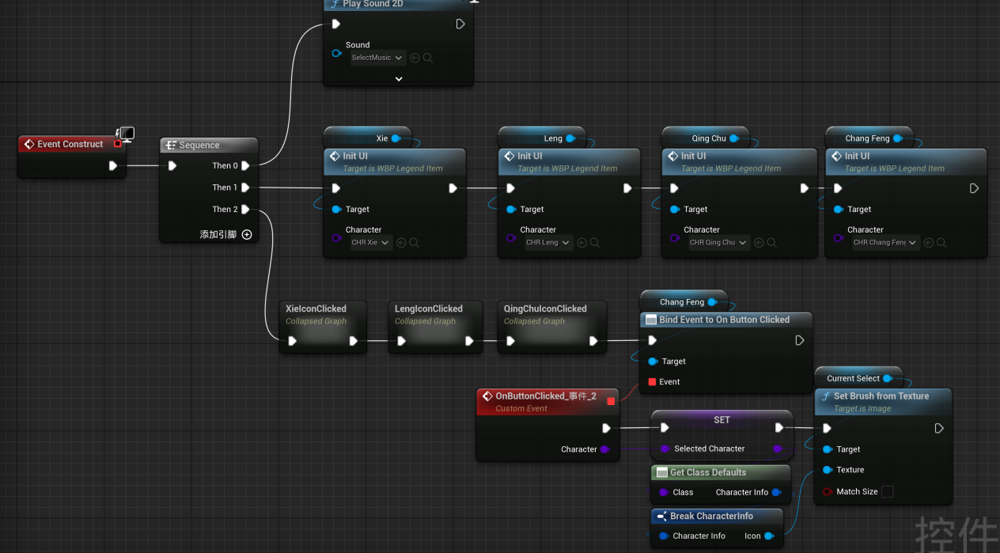 Play Sound 2D
Sound
SelectMusic
Event Construct
Sequence
Then 0
Then 1
Then 2
添加引脚
Xie
Init UI
Target is WBP Legend Item
Target
Character
CHR Xie
Leng
Init UI
Target is WBP Legend Item
Target
Character
CHR Leng
Qing Chu
Init UI
Target is WBP Legend Item
Target
Character
CHR Qing Chu
Chang Feng
Init UI
Target is WBP Legend Item
Target
Character
CHR Chang Feng
XieIconClicked
Collapsed Graph
LengIconClicked
Collapsed Graph
QingChuIconClicked
Collapsed Graph
Chang Feng
Bind Event to On Button Clicked
Target
Event
OnButtonClicked_事件_2
Custom Event
Character
SET
Selected Character
Get Class Defaults
Class
Character Info
Break CharacterInfo
Character Info
Icon
Current Select
Set Brush from Texture
Target is Image
Target
Texture
Match Size
控件